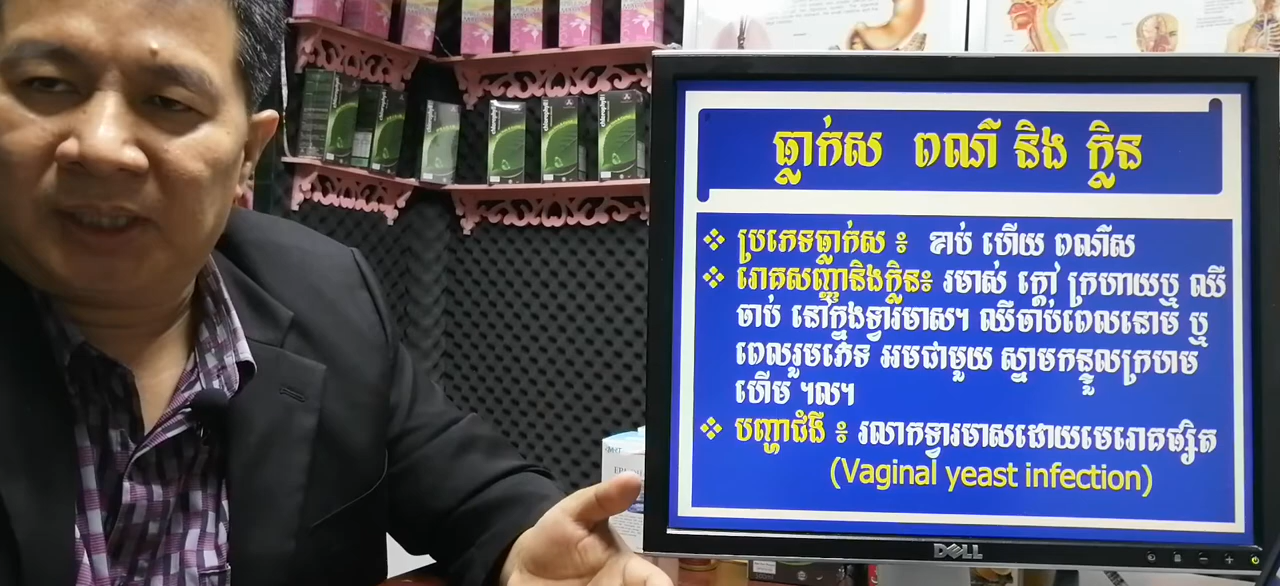 ធ្លាក់ស ពណ៌ និង ក្លិន
❖ ប្រភេទធ្លាក់ស ៖ ខាប់ ហើយ ពណ៌ស
❖ រោគសញ្ញានិងក្លិន៖ រមាស់ ក្តៅ ក្រហាយឬ ឈឺ
ចាប់ នៅក្នុងទ្វារមាស។ ឈឺចាប់ពេលនោម ឬ
ពេលរួមភេទ អមជាមួយ ស្នាមកន្ទួលក្រហម
ហើម ។ល។
❖ បញ្ហាជំងឺ ៖ រលាកទ្វារមាសដោយមេរោគផ្សិត
(Vaginal yeast infection)
DELL